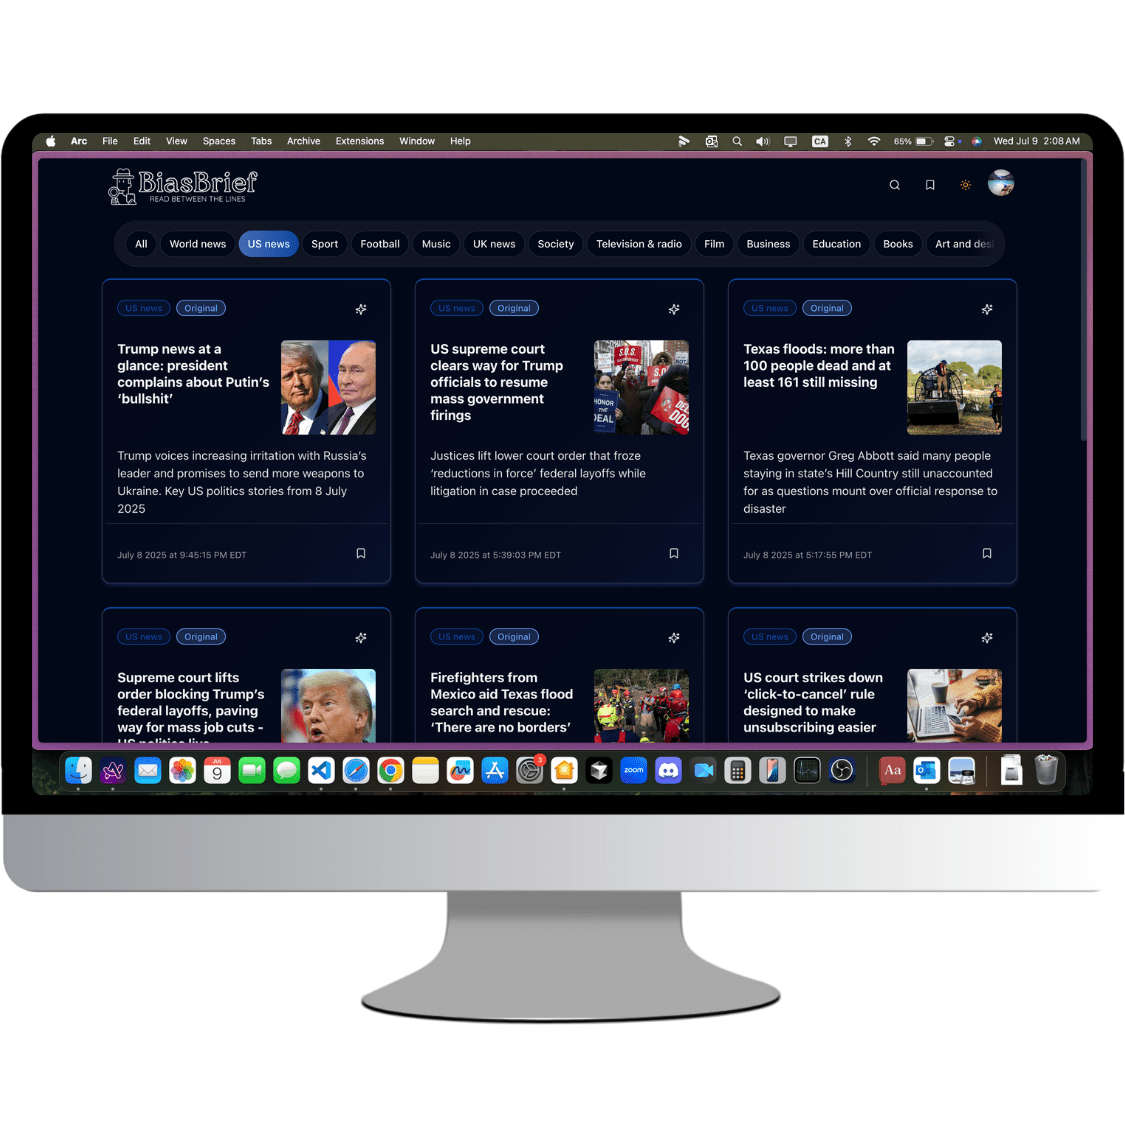 Arc File Edit View Spaces Tabs Archive Extensions Window Help CA 65% Wed Jul 9 2:08 AM
BiasBrief
READ BETWEEN THE LINES
All World news US news Sport Football Music UK news Society Television & radio Film Business Education Books Art and desi
US news Original
Trump news at a
glance: president
complains about Putin's
'bullshit'
Trump voices increasing irritation with Russia's
leader and promises to send more weapons to
Ukraine. Key US politics stories from 8 July
2025
July 8 2025 at 9:45:15 PM EDT
US news Original
US supreme court
clears way for Trump
officials to resume
mass government
firings
S.O.S.
HONOR
THE
DEAL
Justices lift lower court order that froze
'reductions in force' federal layoffs while
litigation in case proceeded
July 8 2025 at 5:39:03 PM EDT
US news Original
Texas floods: more than
100 people dead and at
least 161 still missing
Texas governor Greg Abbott said many people
staying in state's Hill Country still unaccounted
for as questions mount over official response to
disaster
July 8 2025 at 5:17:55 PM EDT
US news Original
Supreme court lifts
order blocking Trump's
federal layoffs, paving
way for mass job cuts -
US politics live
US news Original
Firefighters from
Mexico aid Texas flood
search and rescue:
'There are no borders'
US news Original
US court strikes down
'click-to-cancel' rule
designed to make
unsubscribing easier
JUL
9
3
zoom
Aa